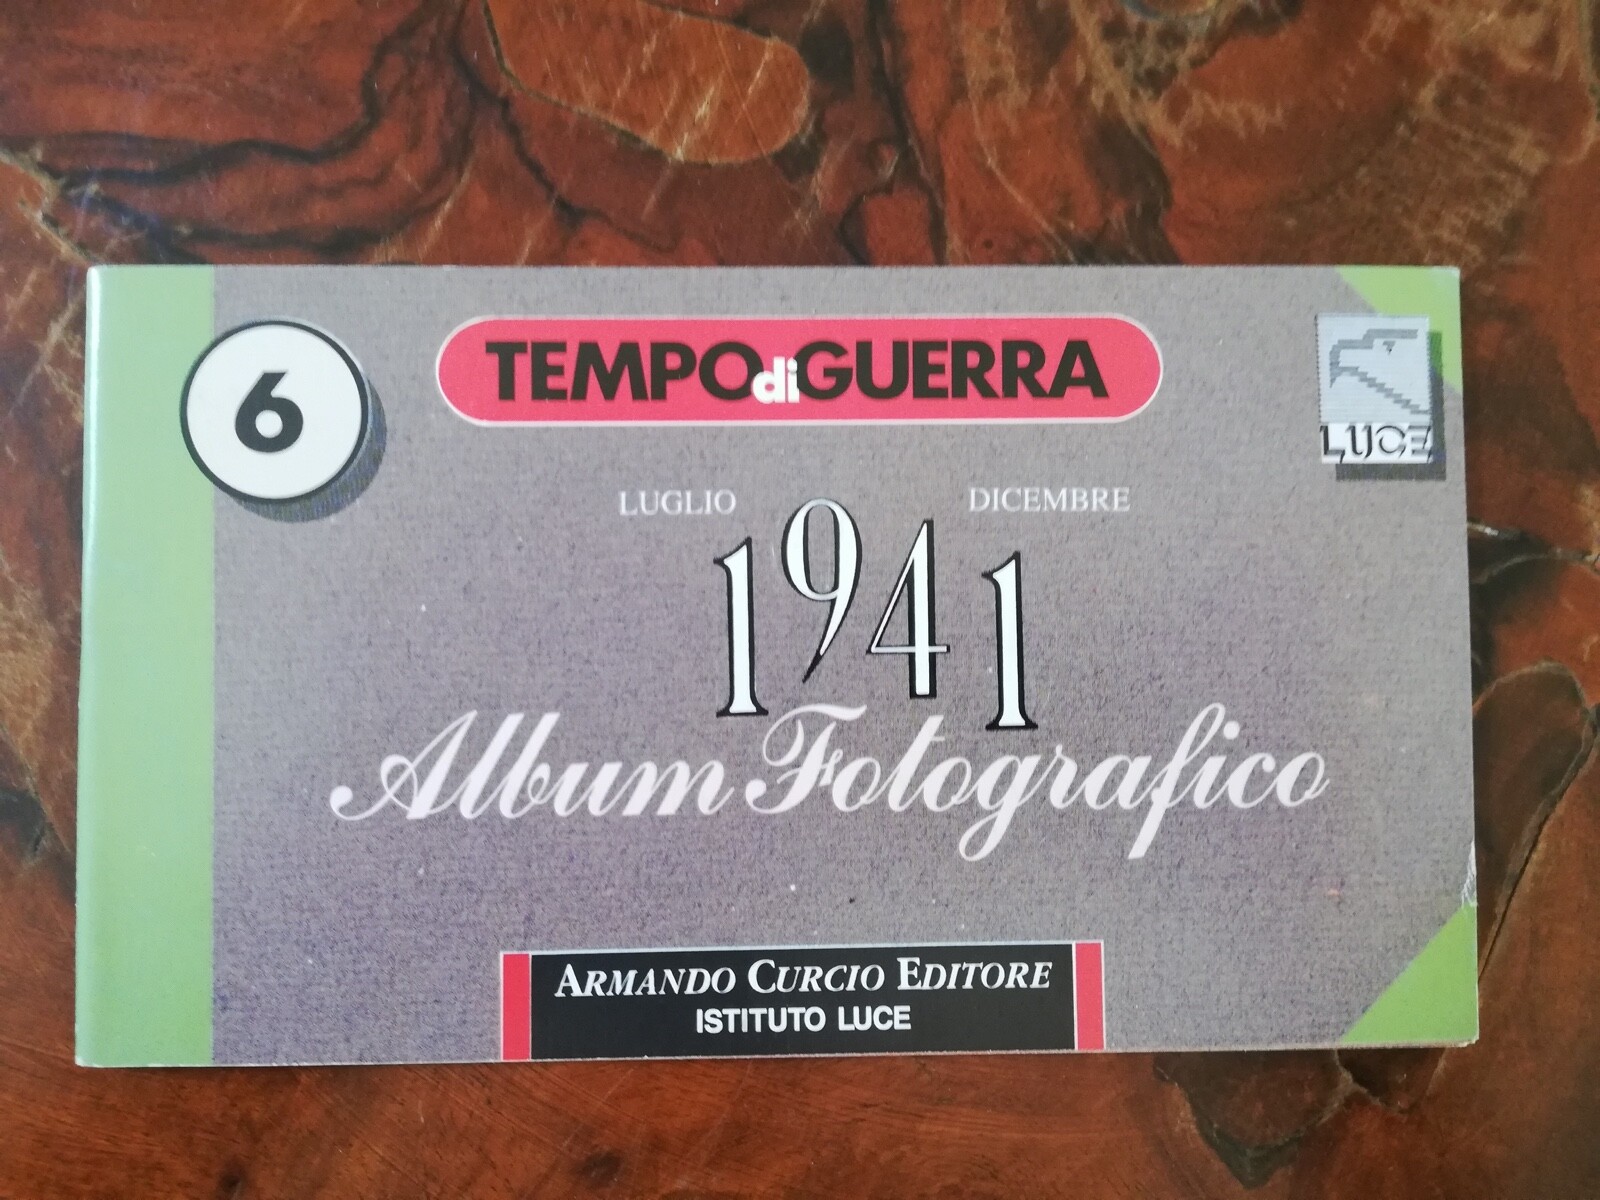 6
TEMPO di GUERRA
LUCE
LUGLIO DICEMBRE
1941
Album Fotografico
ARMANDO CURCIO EDITORE
ISTITUTO LUCE